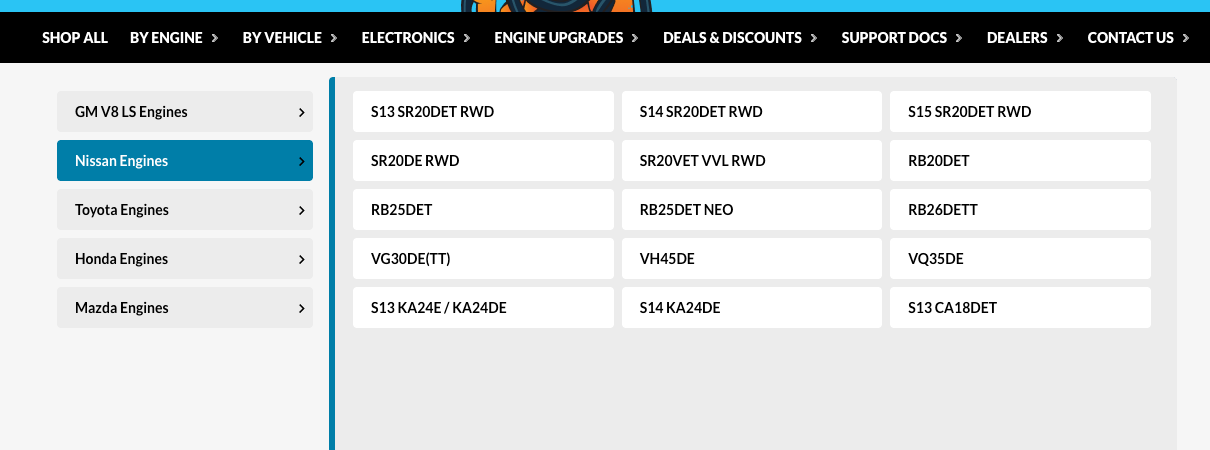 SHOP ALL BY ENGINE BY VEHICLE ELECTRONICS ENGINE UPGRADES DEALS & DISCOUNTS SUPPORT DOCS DEALERS CONTACT US
GM V8 LS Engines
Nissan Engines
Toyota Engines
Honda Engines
Mazda Engines
S13 SR20DET RWD S14 SR20DET RWD S15 SR20DET RWD
SR20DE RWD SR20VET VVL RWD RB20DET
RB25DET RB25DET NEO RB26DETT
VG30DE(TT) VH45DE VQ35DE
S13 KA24E / KA24DE S14 KA24DE S13 CA18DET